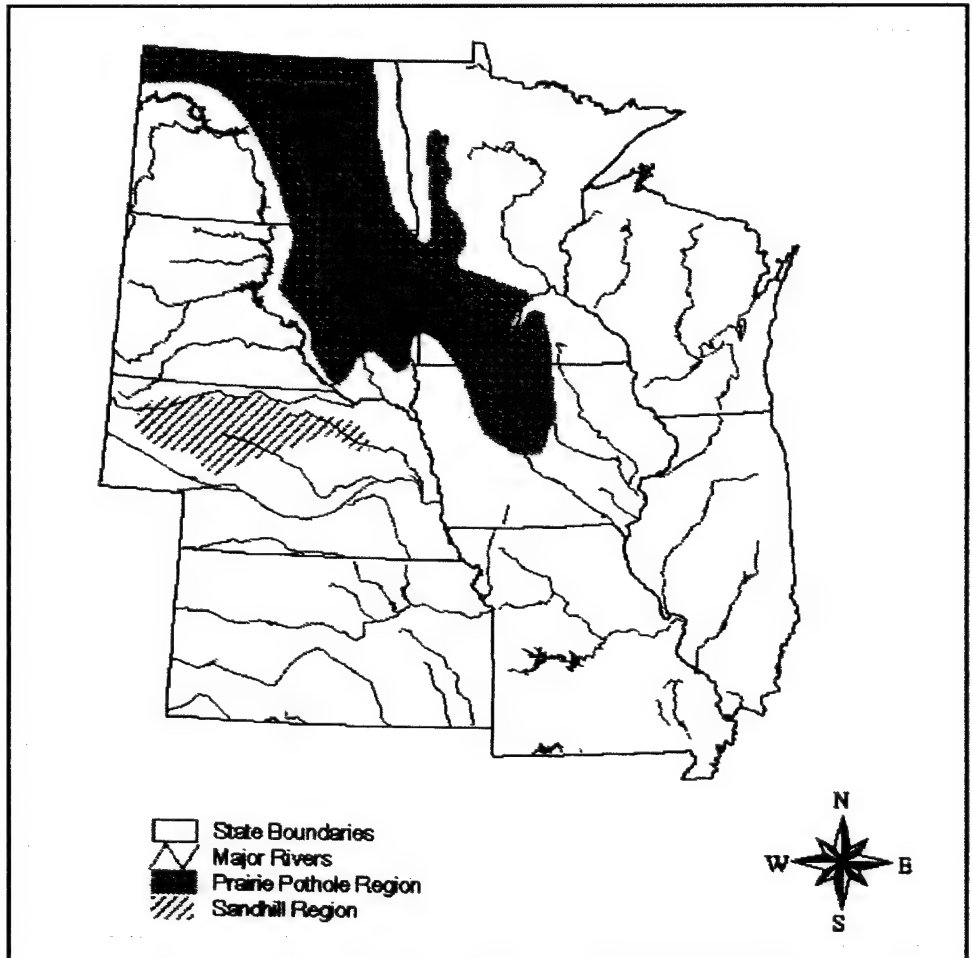 State Boundaries
Major Rivers
Prairie Pothole Region
Sandhill Region
N
W E
S